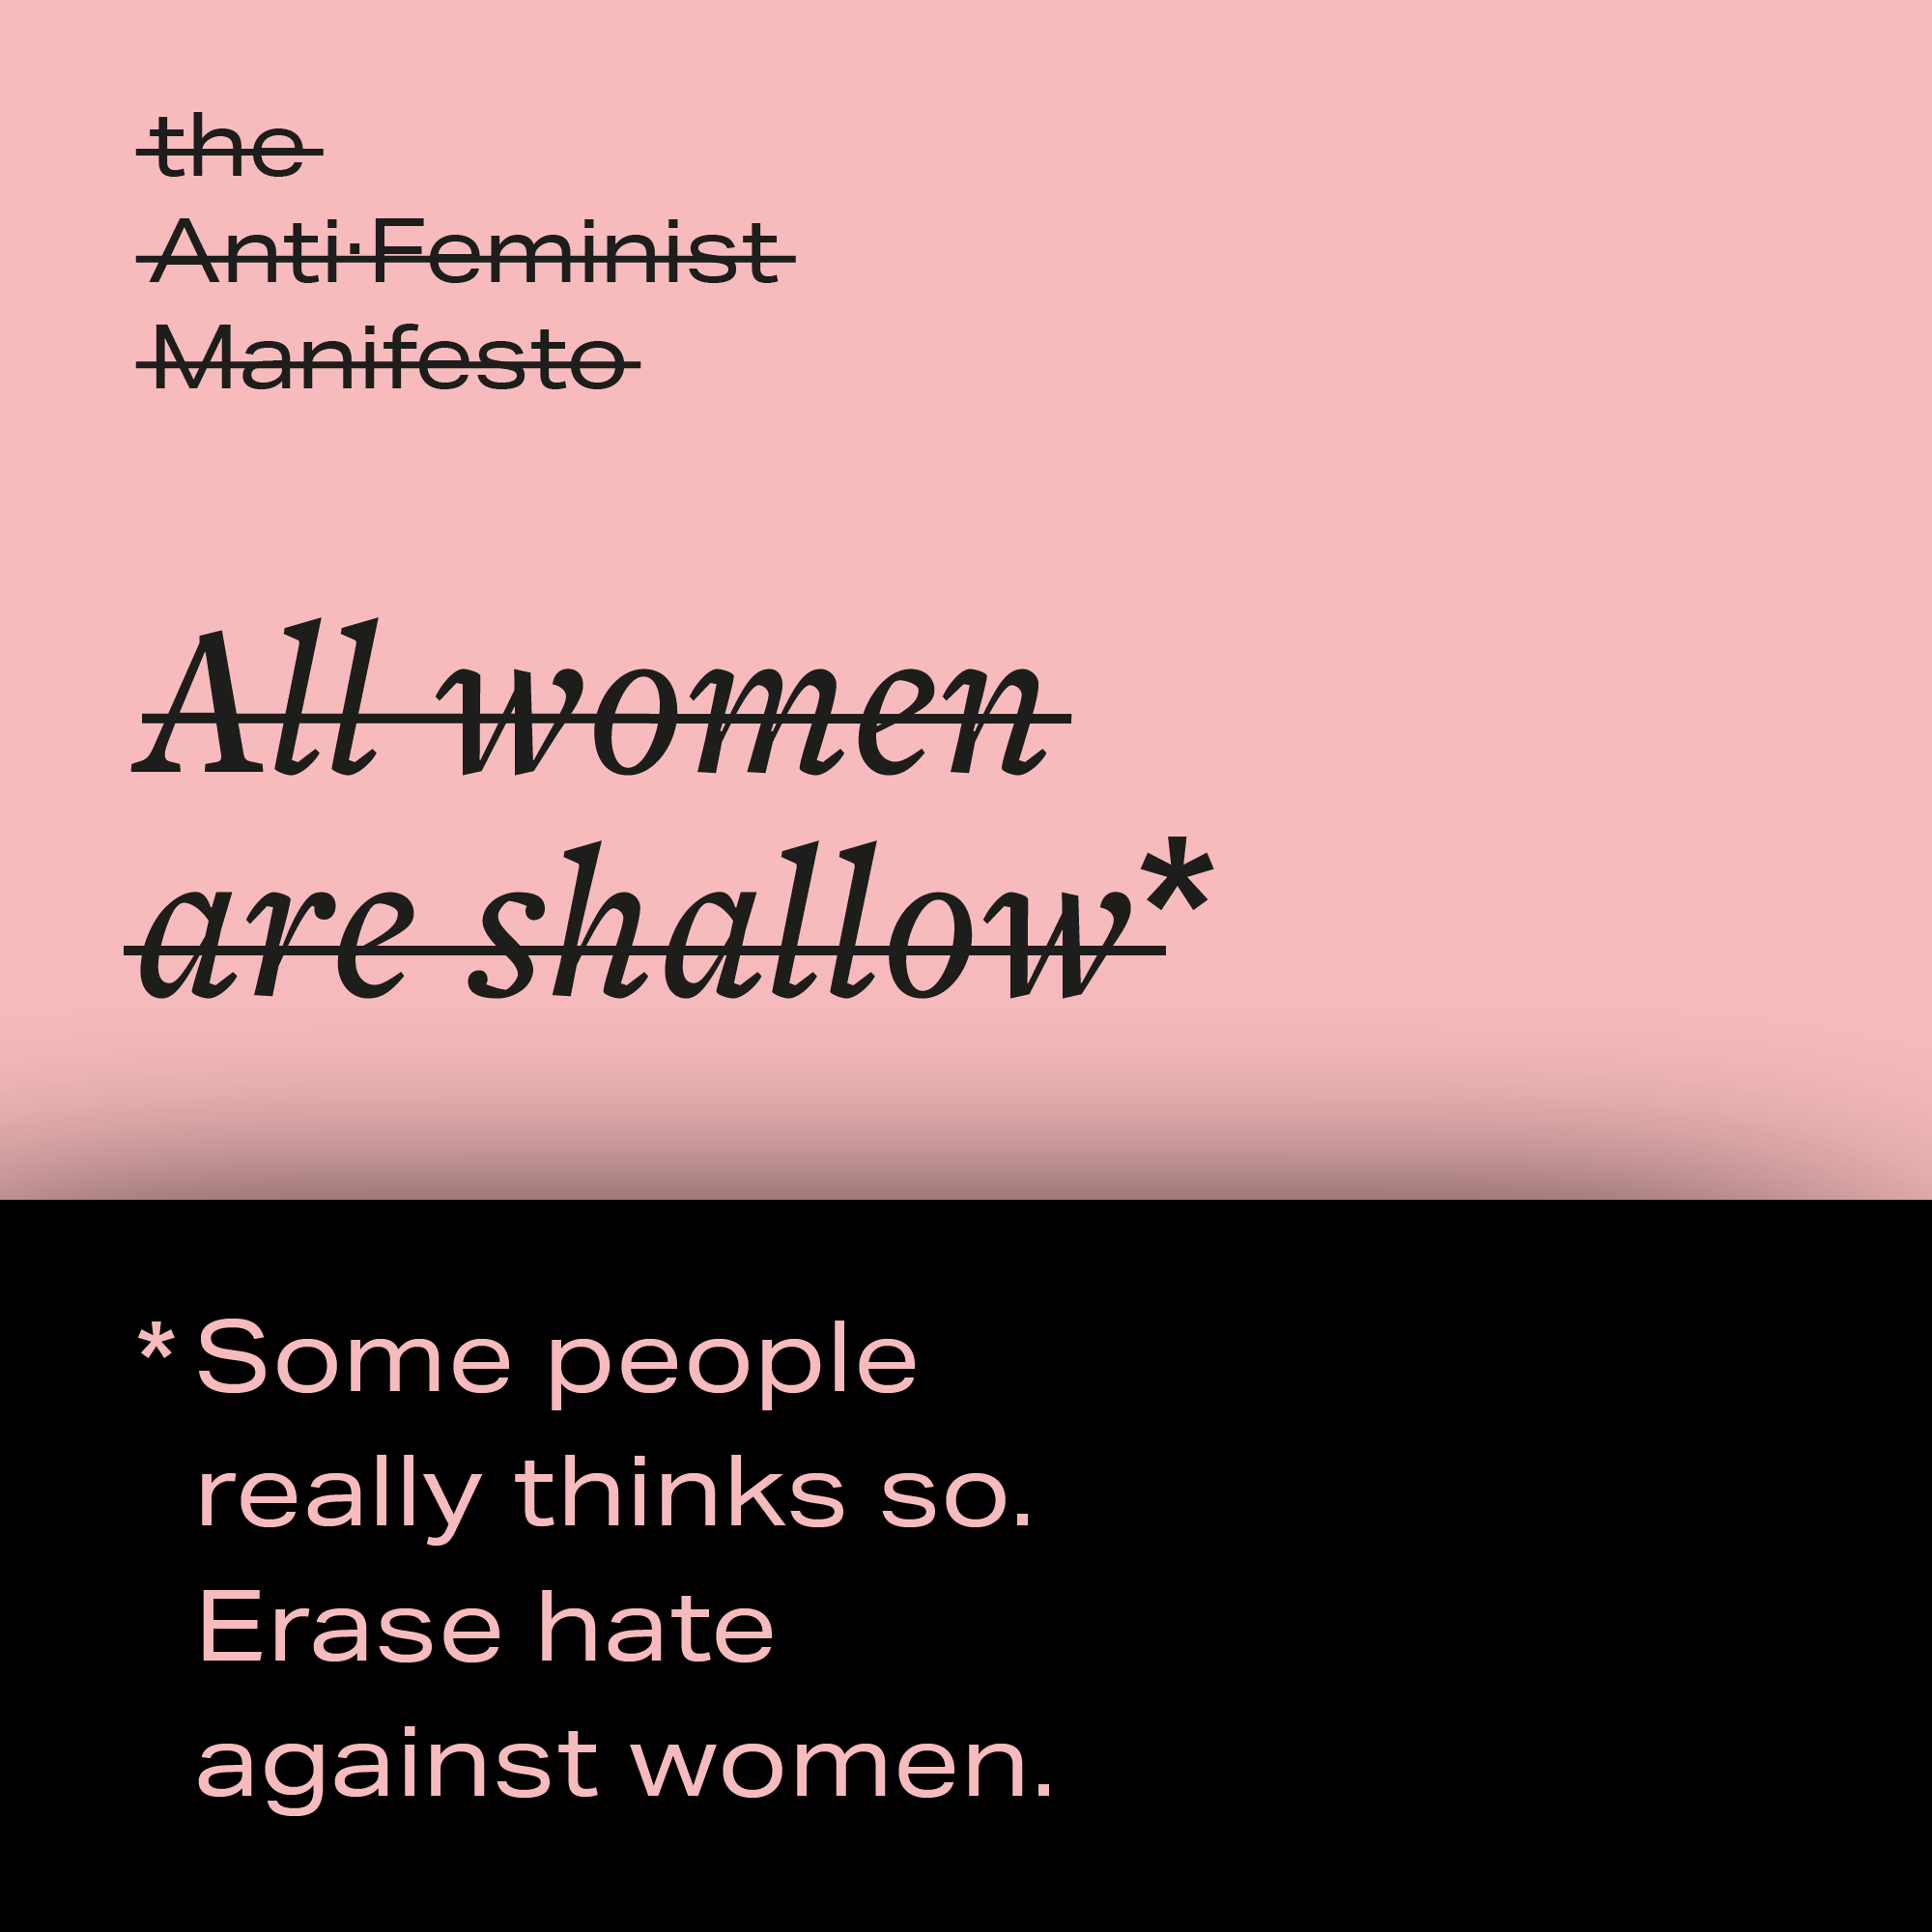 the
Anti·Feminist
Manifesto
All women
are shallow*
*Some people
really thinks so.
Erase hate
against women.